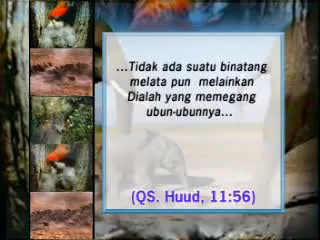 ...Tidak ada suatu binatang
melata pun melainkan
Dialah yang memegang
ubun-ubunnya...
(QS. Huud, 11:56)